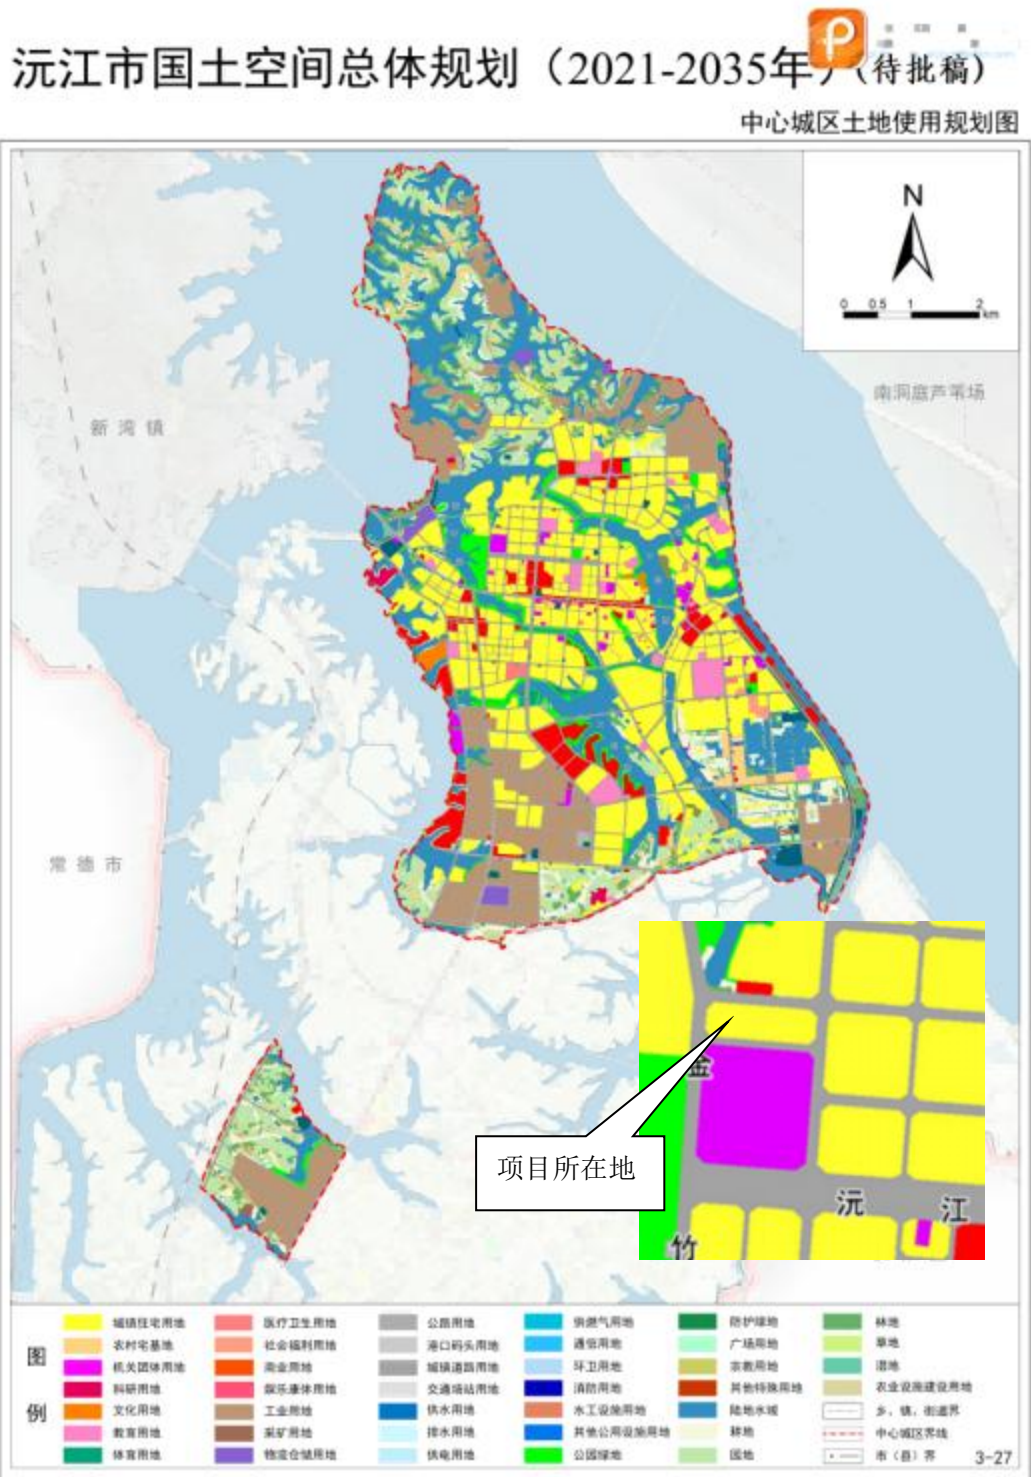 沅江市国土空间总体规划（2021-2035年）(待批稿)
中心城区土地使用规划图
N
0 0.5 1 2
km
南洞庭芦苇场
新湾镇
常德市
金
项目所在地
沅 江
竹
图例
城镇住宅用地
农村宅基地
机关团体用地
科研用地
文化用地
教育用地
体育用地
医疗卫生用地
社会福利用地
商业用地
娱乐康体用地
工业用地
采矿用地
物流仓储用地
公路用地
港口码头用地
城镇道路用地
交通场站用地
供水用地
排水用地
供电用地
供燃气用地
通信用地
环卫用地
消防用地
水工设施用地
其他公用设施用地
公园绿地
防护绿地
广场用地
宗教用地
其他特殊用地
陆地水域
耕地
园地
林地
草地
湿地
农业设施建设用地
乡、镇、街道界
中心城区界线
市（县）界
3-27